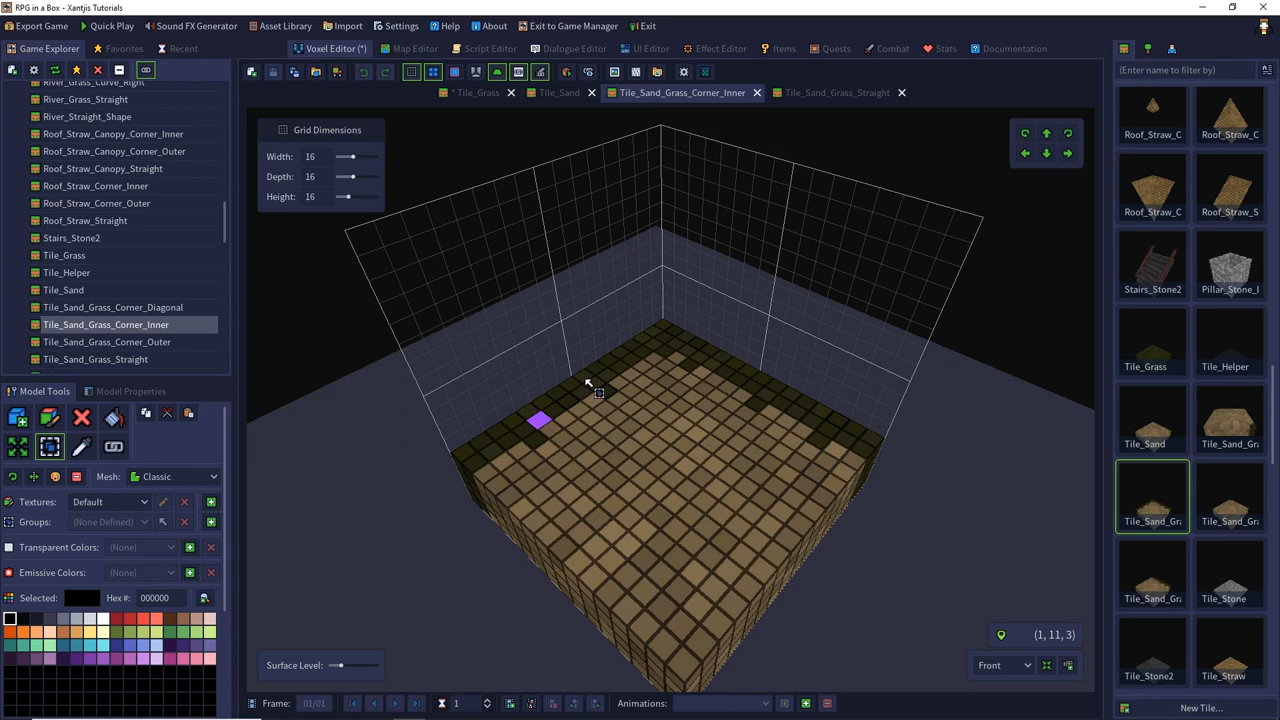 RPG in a Box - Xantjis Tutorials
Export Game Quick Play Sound FX Generator Asset Library Import Settings Help About Exit to Game Manager Exit
Game Explorer Favorites Recent Voxel Editor (*) Map Editor Script Editor Dialogue Editor UI Editor Effect Editor Items Quests Combat Stats Documentation
(Enter name to filter by)
* Tile_Grass Tile_Sand Tile_Sand_Grass_Corner_Inner Tile_Sand_Grass_Straight
River_Grass_Curve_Right
River_Grass_Straight
River_Straight_Shape
Roof_Straw_Canopy_Corner_Inner
Roof_Straw_Canopy_Corner_Outer
Roof_Straw_Canopy_Straight
Roof_Straw_Corner_Inner
Roof_Straw_Corner_Outer
Roof_Straw_Straight
Stairs_Stone2
Tile_Grass
Tile_Helper
Tile_Sand
Tile_Sand_Grass_Corner_Diagonal
Tile_Sand_Grass_Corner_Inner
Tile_Sand_Grass_Corner_Outer
Tile_Sand_Grass_Straight
Model Tools Model Properties
Mesh: Classic
Textures: Default
Groups: (None Defined)
Transparent Colors: (None)
Emissive Colors: (None)
Selected: Hex #: 000000
Grid Dimensions
Width: 16
Depth: 16
Height: 16
(1, 11, 3)
Surface Level: Front
Frame: 01/01 1 Animations:
Roof_Straw_C Roof_Straw_C
Roof_Straw_C Roof_Straw_S
Stairs_Stone2 Pillar_Stone_I
Tile_Grass Tile_Helper
Tile_Sand Tile_Sand_Gra
Tile_Sand_Gra Tile_Sand_Gra
Tile_Sand_Gra Tile_Stone
Tile_Stone2 Tile_Straw
New Tile...